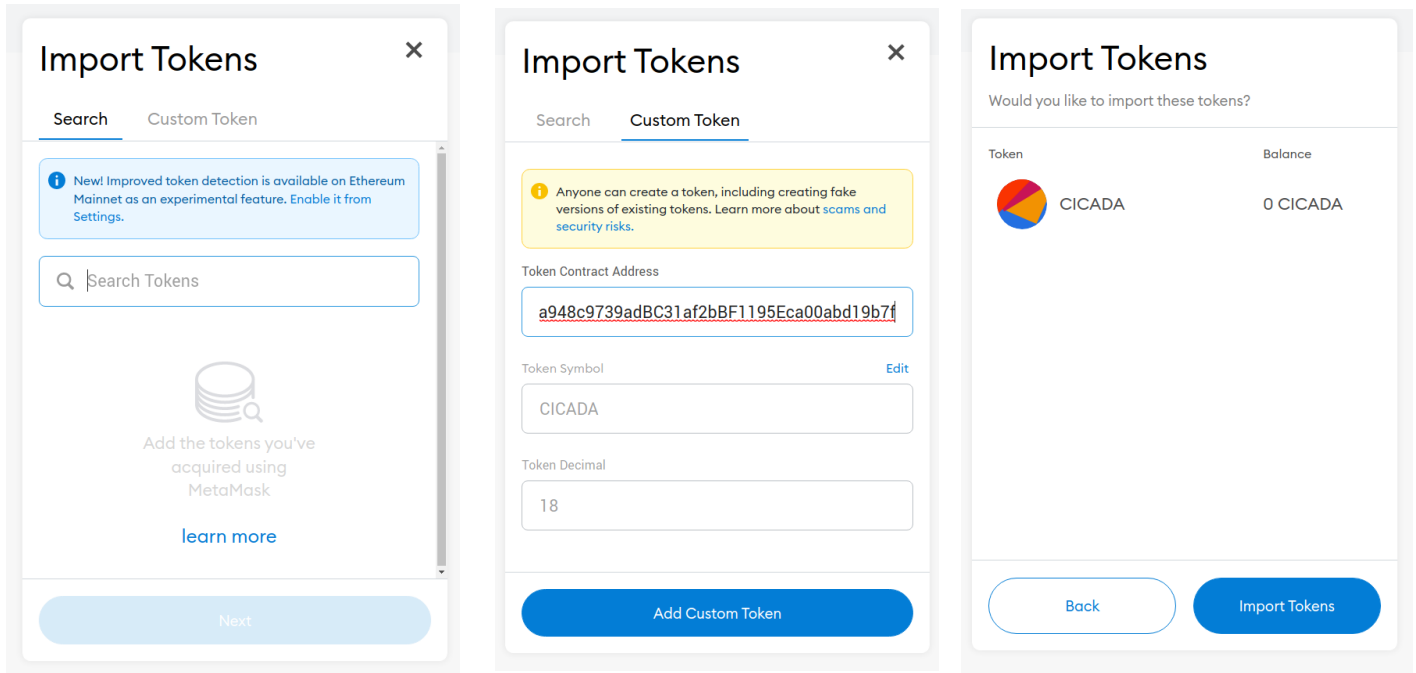 Import Tokens
Search
Custom Token
New! Improved token detection is available on Ethereum
Mainnet as an experimental feature. Enable it from
Settings.
Search Tokens
Add the tokens you've
acquired using
MetaMask
learn more
Next
Import Tokens
Search
Custom Token
Anyone can create a token, including creating fake
versions of existing tokens. Learn more about scams and
security risks.
Token Contract Address
a948c9739adBC31af2bBF1195Eca00abd19b7f
Token Symbol
Edit
CICADA
Token Decimal
18
Add Custom Token
Import Tokens
Would you like to import these tokens?
Token
Balance
CICADA
0 CICADA
Back
Import Tokens